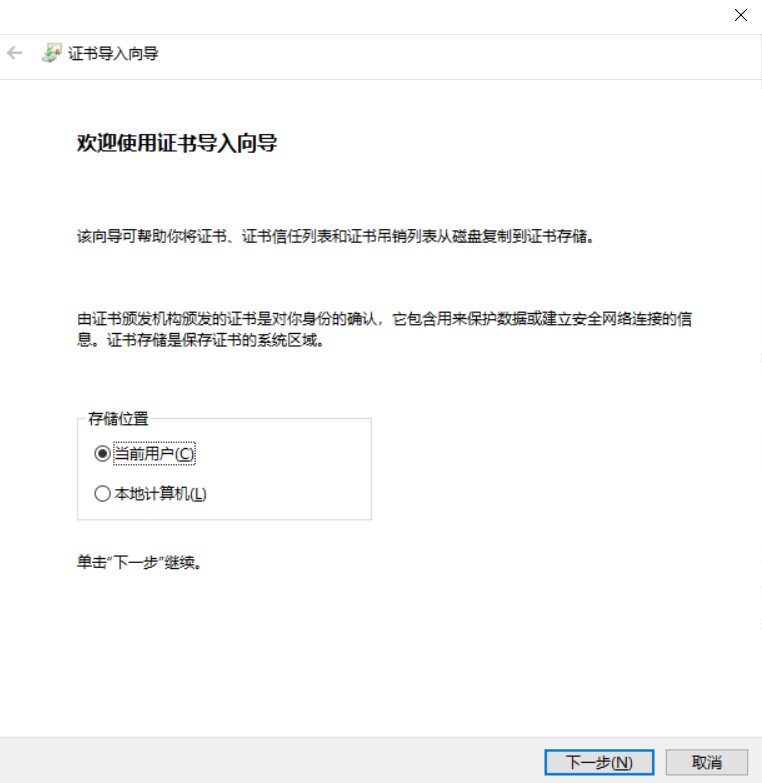 证书导入向导
欢迎使用证书导入向导
该向导可帮助你将证书、证书信任列表和证书吊销列表从磁盘复制到证书存储。
由证书颁发机构颁发的证书是对你身份的确认，它包含用来保护数据或建立安全网络连接的信
息。证书存储是保存证书的系统区域。
存储位置
当前用户(C)
本地计算机(L)
单击“下一步”继续。
下一步(N)
取消